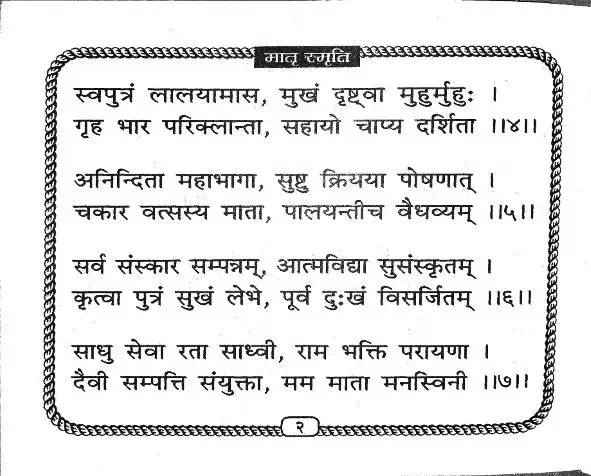 मातृ स्मृति
स्वपुत्रं लालयामास, मुखं दृष्ट्वा मुहुर्मुहुः ।
गृह भार परिक्लान्ता, सहायो चाप्य दर्शिता ।।४।।
अनिन्दिता महाभागा, सुष्टु क्रियया पोषणात् ।
चकार वत्सस्य माता, पालयन्तीच वैधव्यम् ।।५।।
सर्व संस्कार सम्पन्नम्, आत्मविद्या सुसंस्कृतम् ।
कृत्वा पुत्रं सुखं लेभे, पूर्व दुःखं विसर्जितम् ।।६।।
साधु सेवा रता साध्वी, राम भक्ति परायणा ।
दैवी सम्पत्ति संयुक्ता, मम माता मनस्विनी ।।७।।
२